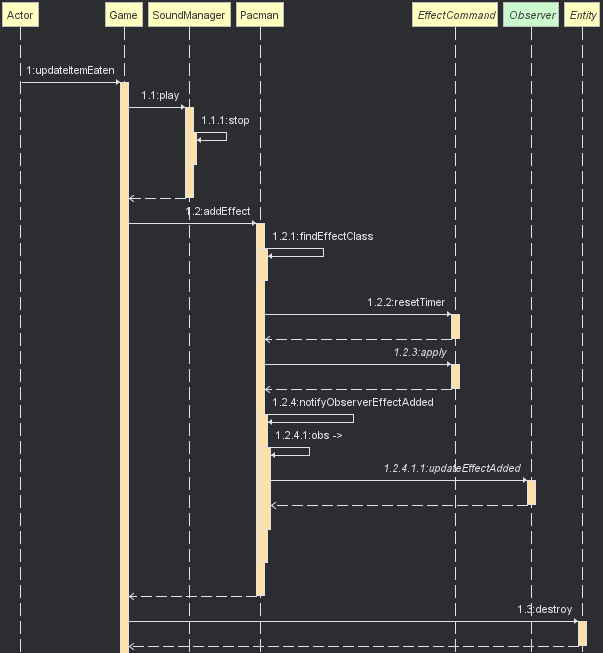 Actor
Game
SoundManager
Pacman
EffectCommand
Observer
Entity
1:updateItemEaten
1.1:play
1.1.1:stop
1.2:addEffect
1.2.1:findEffectClass
1.2.2:resetTimer
1.2.3:apply
1.2.4:notifyObserverEffectAdded
1.2.4.1:obs ->
1.2.4.1.1:updateEffectAdded
1.3:destroy